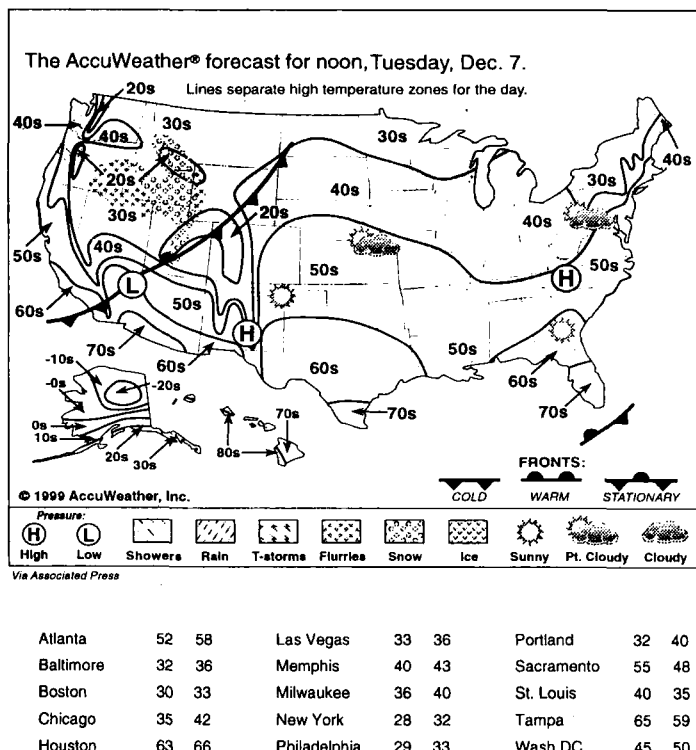 The AccuWeather® forecast for noon, Tuesday, Dec. 7.
Lines separate high temperature zones for the day.
20s
30s
30s
40s
40s
40s
20s
30s
40s
30s
20s
40s
40s
50s
50s
50s
60s
50s
70s
60s
60s
50s
60s
70s
70s
H
L
H
-10s
-0s
-20s
0s
10s
20s
30s
80s
70s
© 1999 AccuWeather, Inc.
FRONTS:
COLD WARM STATIONARY
Pressure:
H L
High Low Showers Rain T-storms Flurries Snow Ice Sunny Pt. Cloudy Cloudy
Via Associated Press
Atlanta 52 58 Las Vegas 33 36 Portland 32 40
Baltimore 32 36 Memphis 40 43 Sacramento 55 48
Boston 30 33 Milwaukee 36 40 St. Louis 40 35
Chicago 35 42 New York 28 32 Tampa 65 59
Houston 63 66 Philadelphia 29 33 Wash DC 45 50